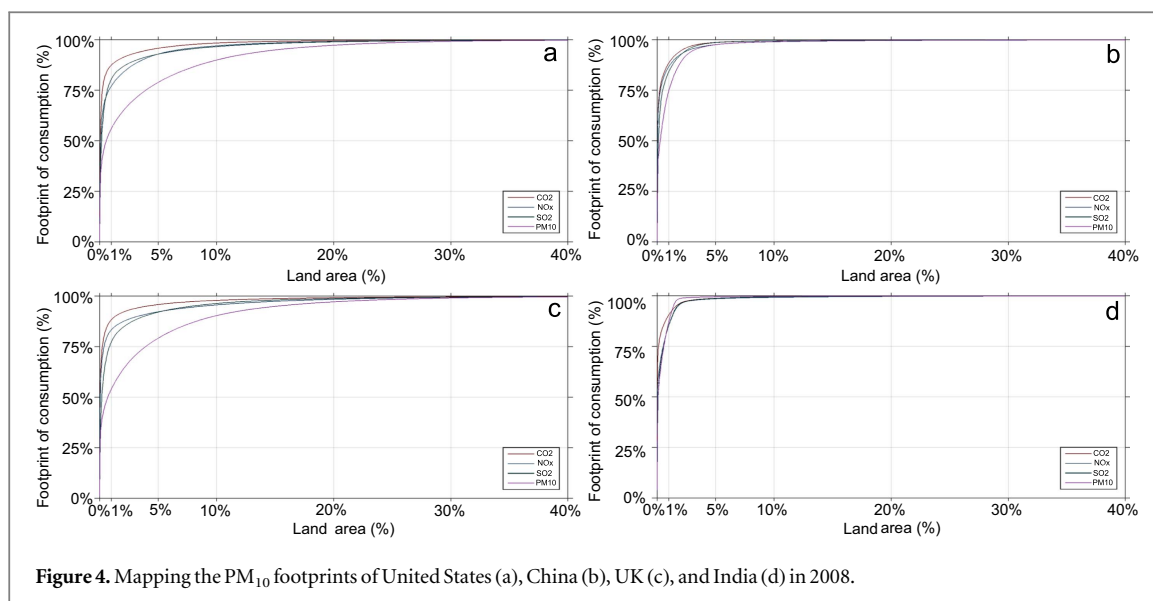 100%
75%
50%
25%
0%
Footprint of consumption (%)
a
CO2
NOx
SO2
PM10
0% 1% 5% 10% 20% 30% 40%
Land area (%)
100%
75%
50%
25%
0%
Footprint of consumption (%)
b
CO2
NOx
SO2
PM10
0% 1% 5% 10% 20% 30% 40%
Land area (%)
100%
75%
50%
25%
0%
Footprint of consumption (%)
c
CO2
NOx
SO2
PM10
0% 1% 5% 10% 20% 30% 40%
Land area (%)
100%
75%
50%
25%
0%
Footprint of consumption (%)
d
CO2
NOx
SO2
PM10
0% 1% 5% 10% 20% 30% 40%
Land area (%)
Figure 4. Mapping the PM10 footprints of United States (a), China (b), UK (c), and India (d) in 2008.